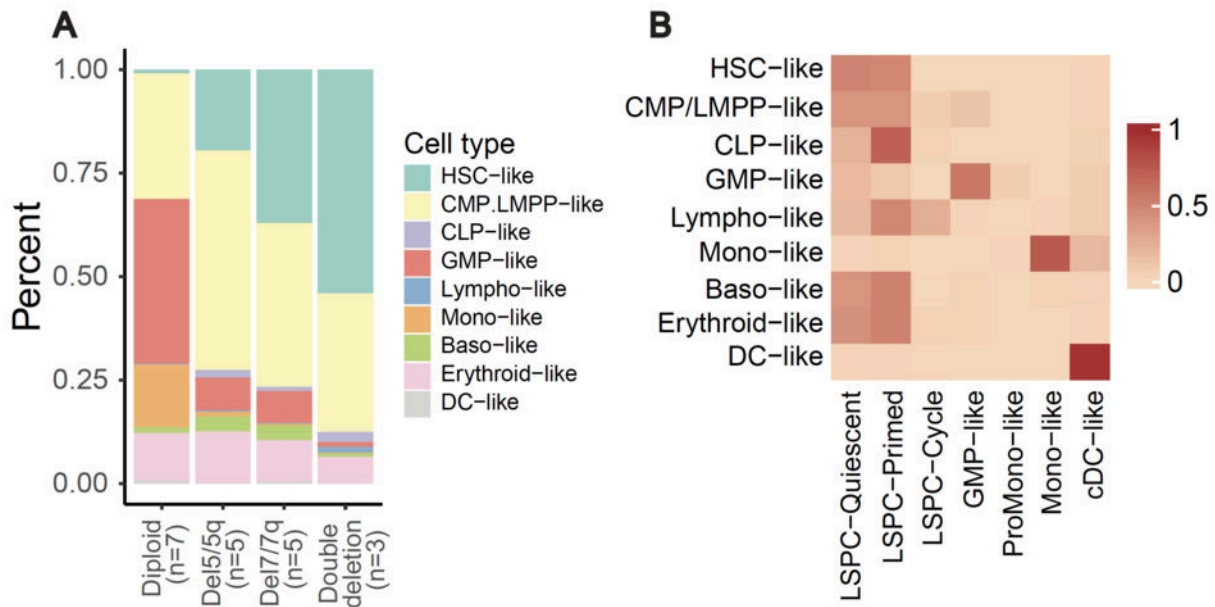 A
Percent
1.00
0.75
0.50
0.25
0.00
Diploid
(n=7)
Del5/5q
(n=5)
Del7/7q
(n=5)
Double
deletion
(n=3)
Cell type
HSC−like
CMP.LMPP−like
CLP−like
GMP−like
Lympho−like
Mono−like
Baso−like
Erythroid−like
DC−like
B
HSC−like
CMP/LMPP−like
CLP−like
GMP−like
Lympho−like
Mono−like
Baso−like
Erythroid−like
DC−like
LSPC−Quiescent
LSPC−Primed
LSPC−Cycle
GMP−like
ProMono−like
Mono−like
cDC−like
1
0.5
0